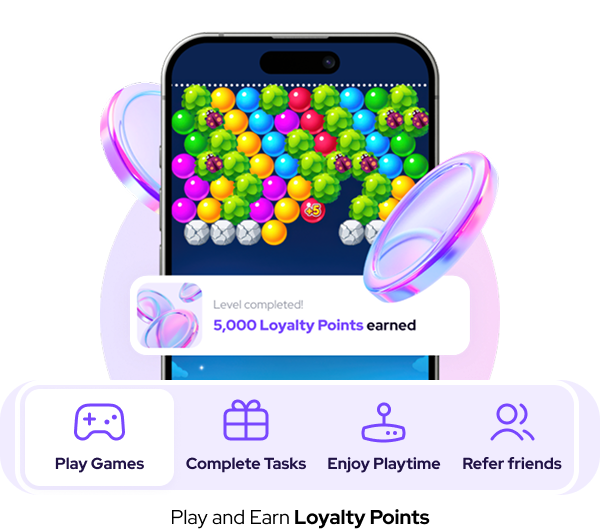 +5
Level completed!
5,000 Loyalty Points earned
Play Games
Complete Tasks
Enjoy Playtime
Refer friends
Play and Earn Loyalty Points